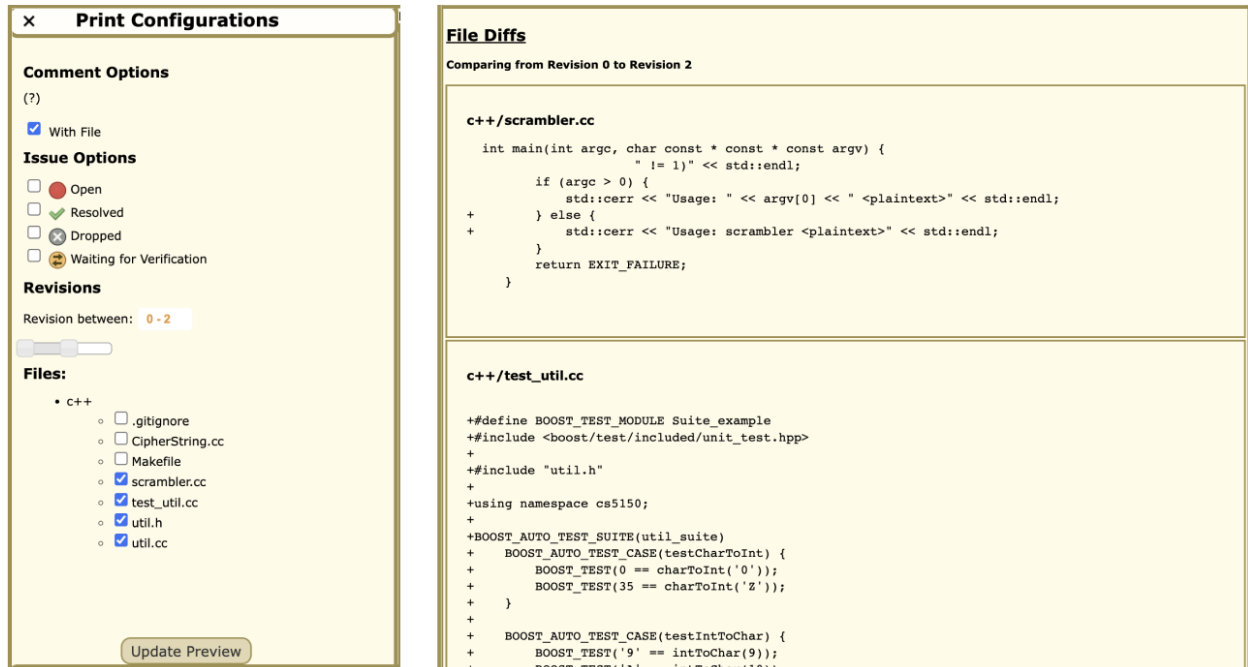 × Print Configurations
Comment Options
(?)
With File
Issue Options
Open
Resolved
Dropped
Waiting for Verification
Revisions
Revision between: 0 - 2
Files:
• c++
.gitignore
CipherString.cc
Makefile
scrambler.cc
test_util.cc
util.h
util.cc
Update Preview
File Diffs
Comparing from Revision 0 to Revision 2
c++/scrambler.cc
int main(int argc, char const * const * const argv) {
" != 1)" << std::endl;
if (argc > 0) {
std::cerr << "Usage: " << argv[0] << " <plaintext>" << std::endl;
+ } else {
+ std::cerr << "Usage: scrambler <plaintext>" << std::endl;
}
return EXIT_FAILURE;
}
c++/test_util.cc
+#define BOOST_TEST_MODULE Suite_example
+#include <boost/test/included/unit_test.hpp>
+
+#include "util.h"
+
+using namespace cs5150;
+
+BOOST_AUTO_TEST_SUITE(util_suite)
+ BOOST_AUTO_TEST_CASE(testCharToInt) {
+ BOOST_TEST(0 == charToInt('0'));
+ BOOST_TEST(35 == charToInt('Z'));
+ }
+
+ BOOST_AUTO_TEST_CASE(testIntToChar) {
+ BOOST_TEST('9' == intToChar(9));